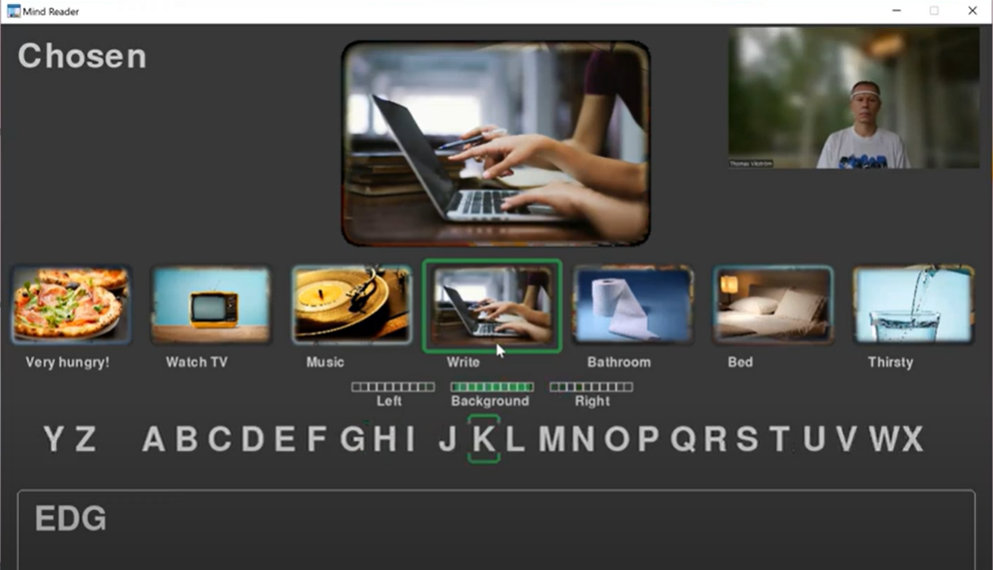 Mind Reader
Chosen
Thomas Vikström
Very hungry!
Watch TV
Music
Write
Bathroom
Bed
Thirsty
Left
Background
Right
Y Z A B C D E F G H I J K L M N O P Q R S T U V W X
EDG